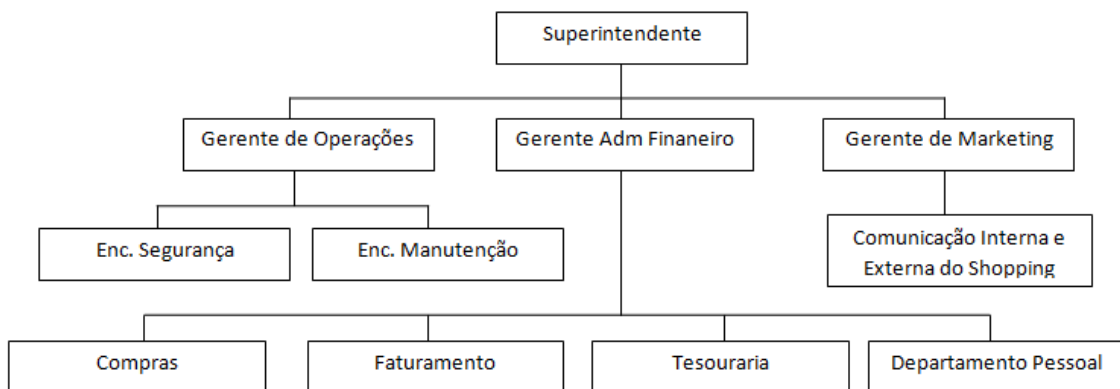 Superintendente
Gerente de Operações
Gerente Adm Finaneiro
Gerente de Marketing
Enc. Segurança
Enc. Manutenção
Comunicação Interna e
Externa do Shopping
Compras
Faturamento
Tesouraria
Departamento Pessoal